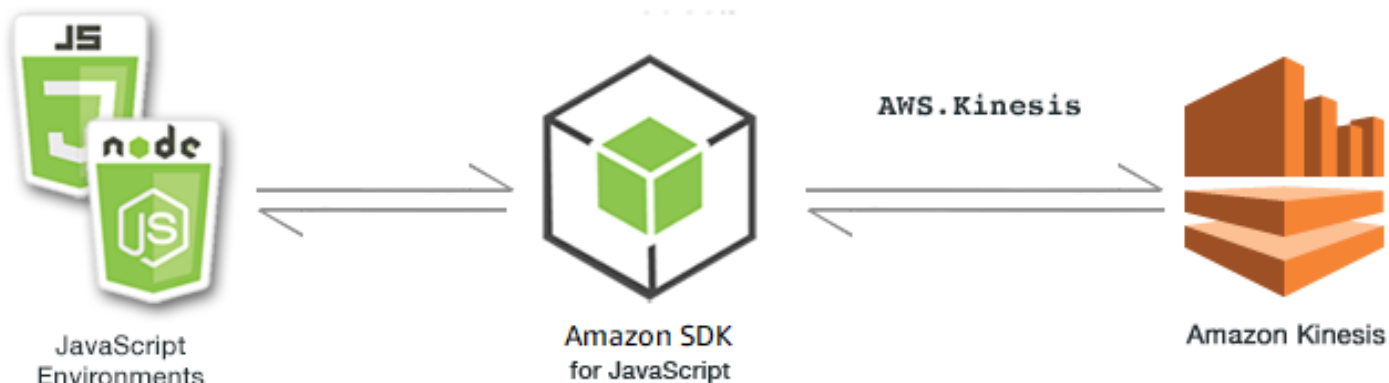 JS
node
JS
AWS.Kinesis
JavaScript
Environments
Amazon SDK
for JavaScript
Amazon Kinesis